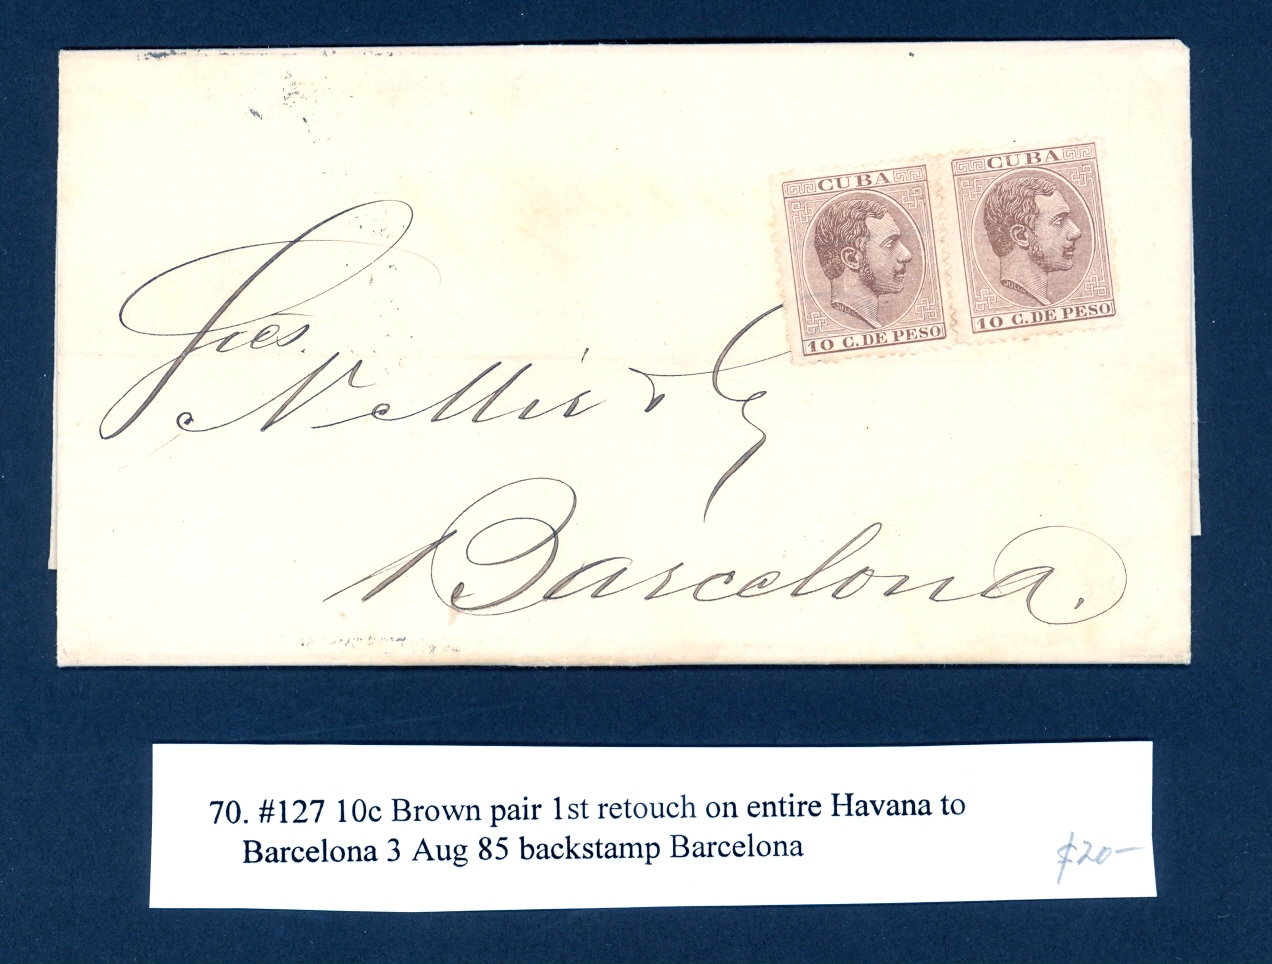 CUBA
10 C. DE PESO
CUBA
10 C. DE PESO
JULIA
Barcelona.
70. #127 10c Brown pair 1st retouch on entire Havana to
Barcelona 3 Aug 85 backstamp Barcelona
$20-